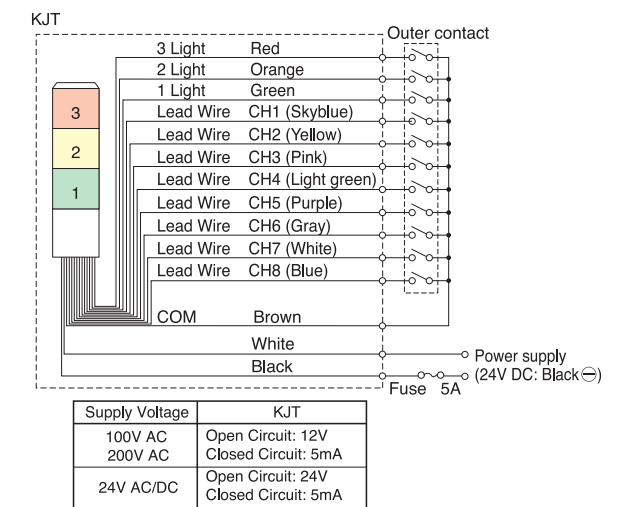 KJT
Outer contact
3 Light Red
2 Light Orange
1 Light Green
Lead Wire CH1 (Skyblue)
Lead Wire CH2 (Yellow)
Lead Wire CH3 (Pink)
Lead Wire CH4 (Light green)
Lead Wire CH5 (Purple)
Lead Wire CH6 (Gray)
Lead Wire CH7 (White)
Lead Wire CH8 (Blue)
3
2
1
COM Brown
White
Black
Power supply
(24V DC: Black⊖)
Fuse 5A
Supply Voltage KJT
100V AC
200V AC
Open Circuit: 12V
Closed Circuit: 5mA
24V AC/DC
Open Circuit: 24V
Closed Circuit: 5mA